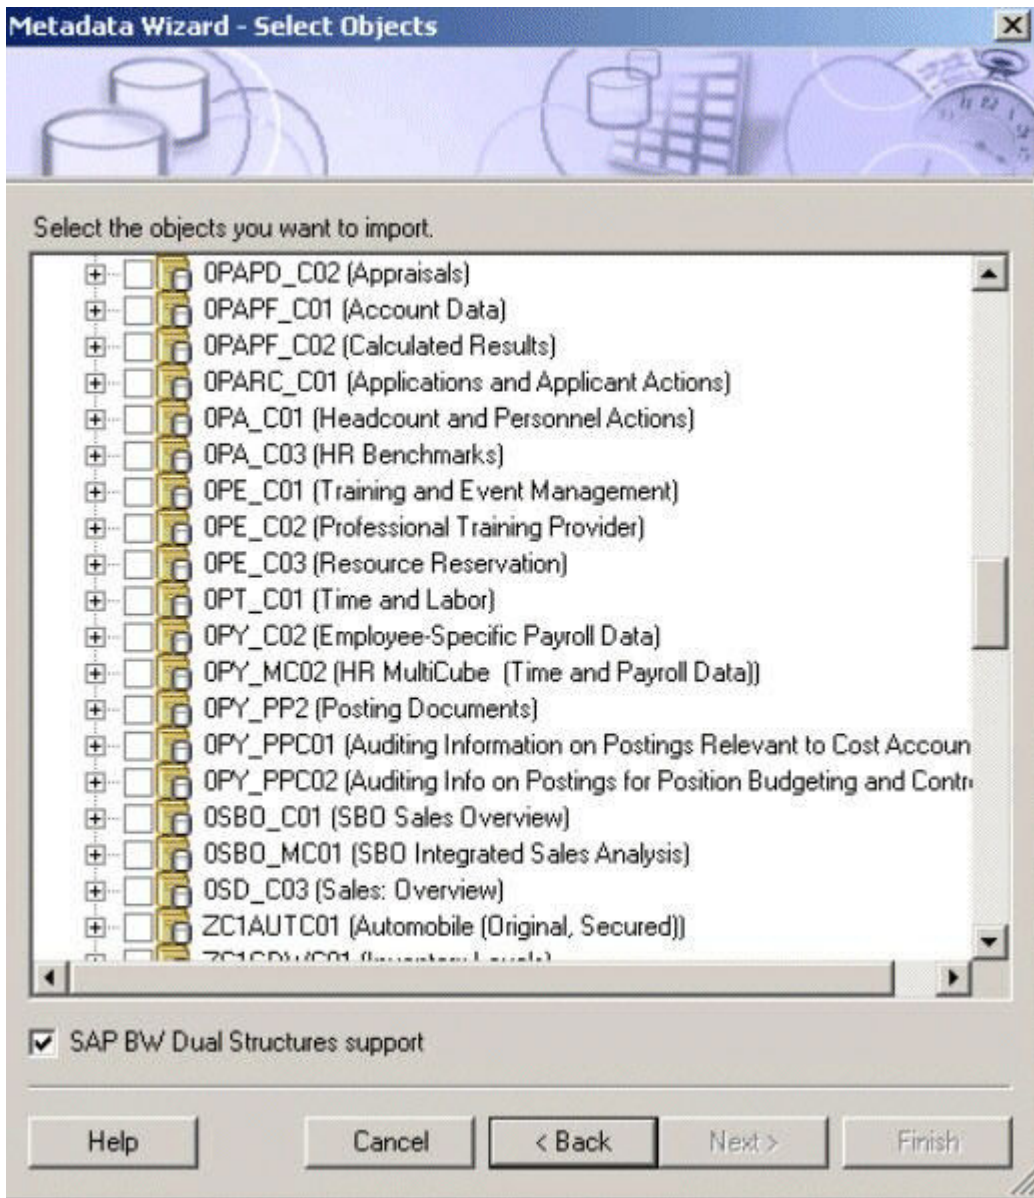 Metadata Wizard - Select Objects
Select the objects you want to import.
0PAPD_C02 (Appraisals)
0PAPF_C01 (Account Data)
0PAPF_C02 (Calculated Results)
0PARC_C01 (Applications and Applicant Actions)
0PA_C01 (Headcount and Personnel Actions)
0PA_C03 (HR Benchmarks)
0PE_C01 (Training and Event Management)
0PE_C02 (Professional Training Provider)
0PE_C03 (Resource Reservation)
0PT_C01 (Time and Labor)
0PY_C02 (Employee-Specific Payroll Data)
0PY_MC02 (HR MultiCube (Time and Payroll Data))
0PY_PP2 (Posting Documents)
0PY_PPC01 (Auditing Information on Postings Relevant to Cost Accoun
0PY_PPC02 (Auditing Info on Postings for Position Budgeting and Contr
0SBO_C01 (SBO Sales Overview)
0SBO_MC01 (SBO Integrated Sales Analysis)
0SD_C03 (Sales: Overview)
ZC1AUTC01 (Automobile (Original, Secured))
SAP BW Dual Structures support
Help
Cancel
< Back
Next >
Finish